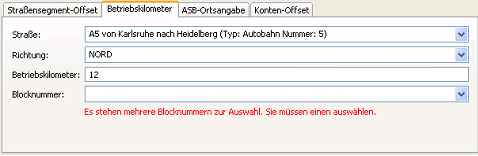 Straßensegment-Offset Betriebskilometer ASB-Ortsangabe Konten-Offset
Straße: A5 von Karlsruhe nach Heidelberg (Typ: Autobahn Nummer: 5)
Richtung: NORD
Betriebskilometer: 12
Blocknummer:
Es stehen mehrere Blocknummern zur Auswahl. Sie müssen einen auswählen.